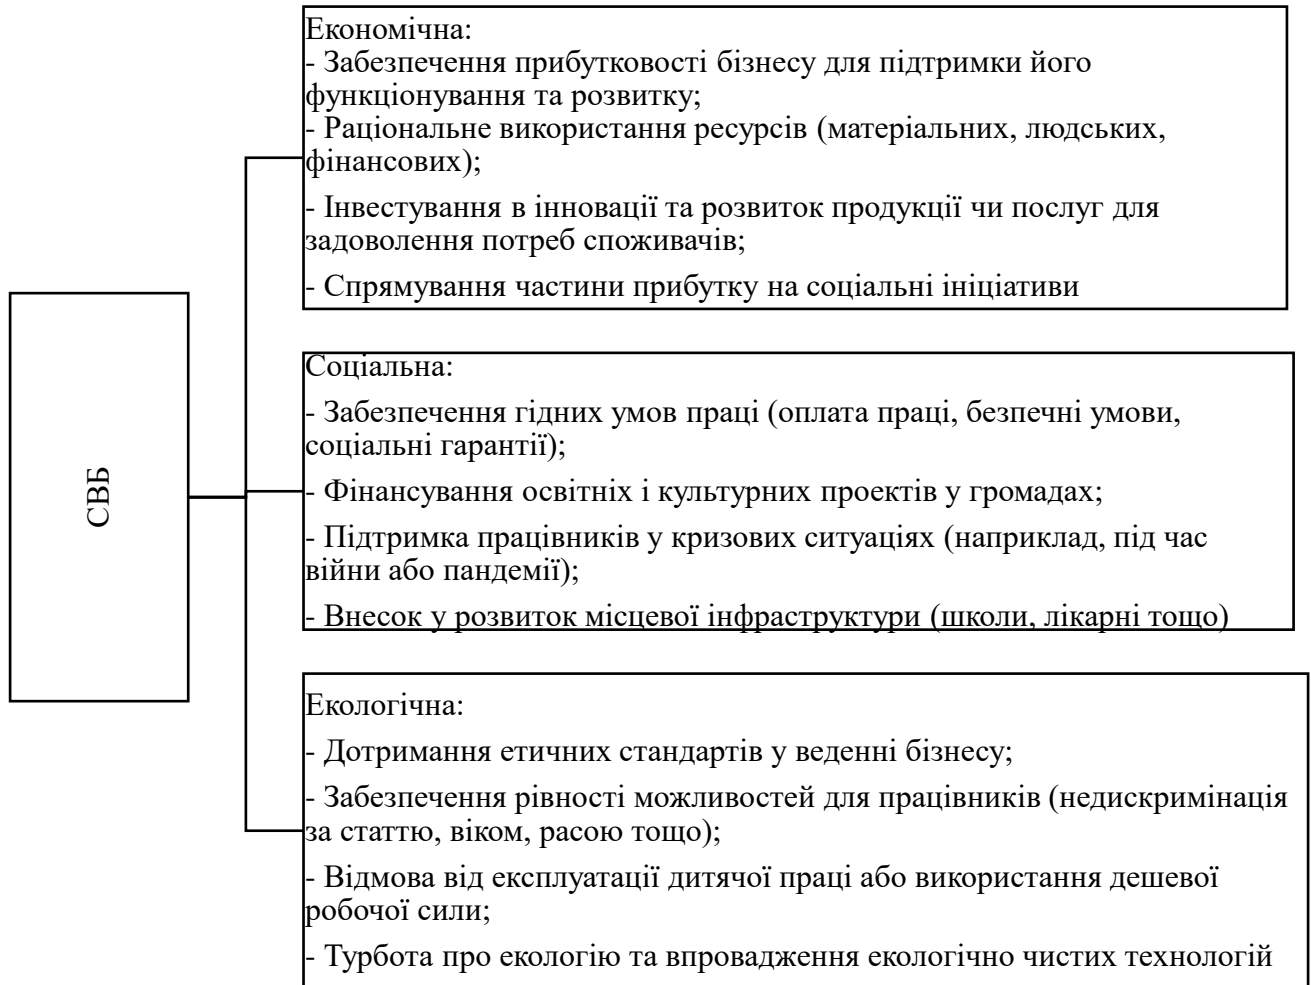 СВБ
Економічна:
- Забезпечення прибутковості бізнесу для підтримки його
функціонування та розвитку;
- Раціональне використання ресурсів (матеріальних, людських,
фінансових);
- Інвестування в інновації та розвиток продукції чи послуг для
задоволення потреб споживачів;
- Спрямування частини прибутку на соціальні ініціативи
Соціальна:
- Забезпечення гідних умов праці (оплата праці, безпечні умови,
соціальні гарантії);
- Фінансування освітніх і культурних проектів у громадах;
- Підтримка працівників у кризових ситуаціях (наприклад, під час
війни або пандемії);
- Внесок у розвиток місцевої інфраструктури (школи, лікарні тощо)
Екологічна:
- Дотримання етичних стандартів у веденні бізнесу;
- Забезпечення рівності можливостей для працівників (недискримінація
за статтю, віком, расою тощо);
- Відмова від експлуатації дитячої праці або використання дешевої
робочої сили;
- Турбота про екологію та впровадження екологічно чистих технологій